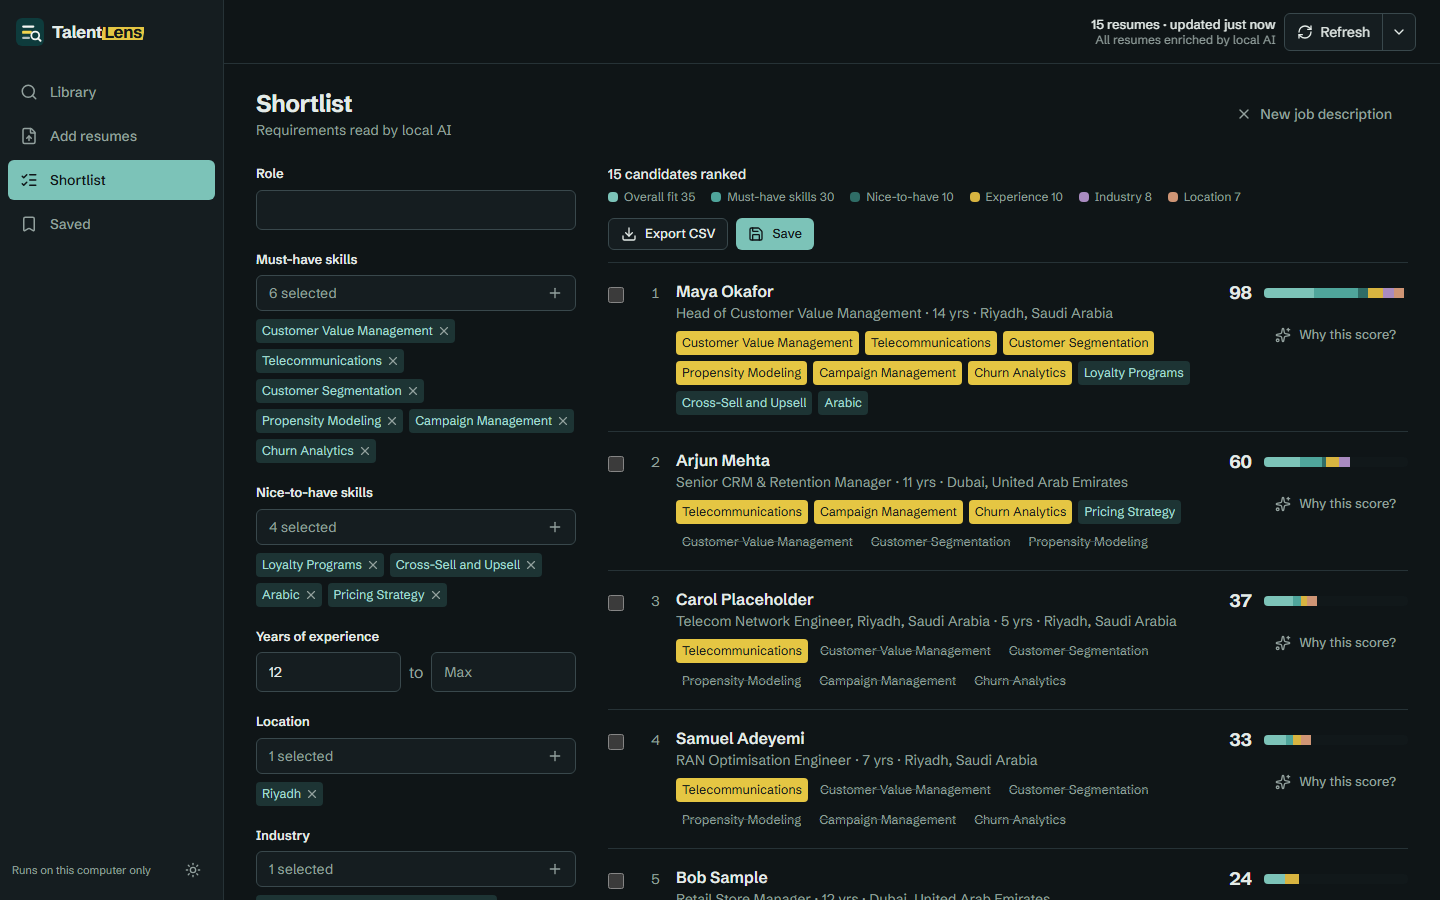 TalentLens
15 resumes · updated just now
All resumes enriched by local AI
Refresh
Library
Add resumes
Shortlist
Saved
Runs on this computer only
Shortlist
Requirements read by local AI
New job description
Role
Must-have skills
6 selected
Customer Value Management
Telecommunications
Customer Segmentation
Propensity Modeling
Campaign Management
Churn Analytics
Nice-to-have skills
4 selected
Loyalty Programs
Cross-Sell and Upsell
Arabic
Pricing Strategy
Years of experience
12 to Max
Location
1 selected
Riyadh
Industry
1 selected
15 candidates ranked
Overall fit 35 Must-have skills 30 Nice-to-have 10 Experience 10 Industry 8 Location 7
Export CSV
Save
1 Maya Okafor 98
Head of Customer Value Management · 14 yrs · Riyadh, Saudi Arabia
Why this score?
Customer Value Management Telecommunications Customer Segmentation
Propensity Modeling Campaign Management Churn Analytics Loyalty Programs
Cross-Sell and Upsell Arabic
2 Arjun Mehta 60
Senior CRM & Retention Manager · 11 yrs · Dubai, United Arab Emirates
Why this score?
Telecommunications Campaign Management Churn Analytics Pricing Strategy
Customer Value Management Customer Segmentation Propensity Modeling
3 Carol Placeholder 37
Telecom Network Engineer, Riyadh, Saudi Arabia · 5 yrs · Riyadh, Saudi Arabia
Why this score?
Telecommunications Customer Value Management Customer Segmentation
Propensity Modeling Campaign Management Churn Analytics
4 Samuel Adeyemi 33
RAN Optimisation Engineer · 7 yrs · Riyadh, Saudi Arabia
Why this score?
Telecommunications Customer Value Management Customer Segmentation
Propensity Modeling Campaign Management Churn Analytics
5 Bob Sample 24
Retail Store Manager · 12 yrs · Dubai, United Arab Emirates